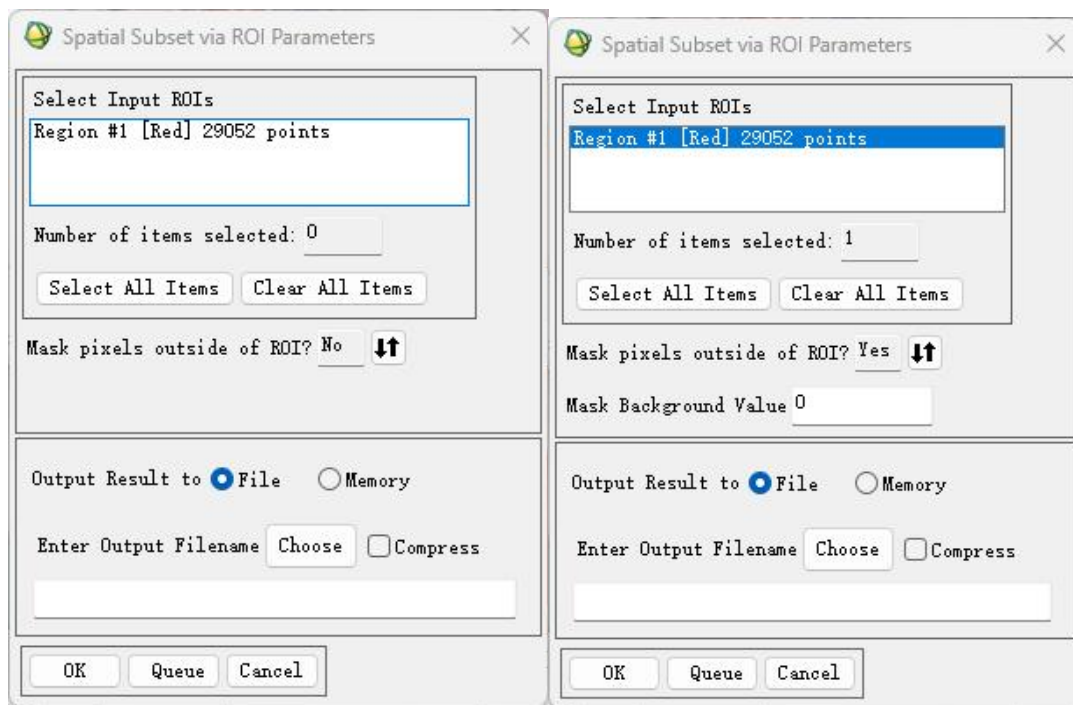 Spatial Subset via ROI Parameters
Select Input ROIs
Region #1 [Red] 29052 points
Number of items selected: 0
Select All Items Clear All Items
Mask pixels outside of ROI? No
Output Result to File Memory
Enter Output Filename Choose Compress
OK Queue Cancel
Spatial Subset via ROI Parameters
Select Input ROIs
Region #1 [Red] 29052 points
Number of items selected: 1
Select All Items Clear All Items
Mask pixels outside of ROI? Yes
Mask Background Value 0
Output Result to File Memory
Enter Output Filename Choose Compress
OK Queue Cancel